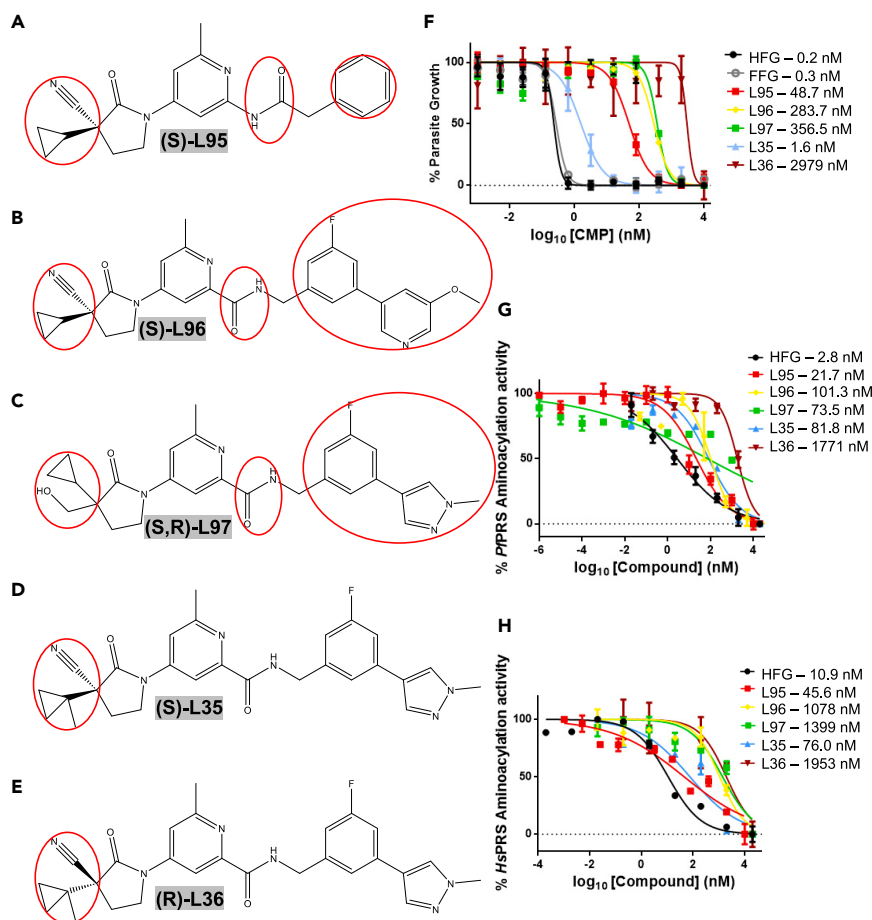 A
N
O
N
N
NH
O
(S)-L95
B
N
O
N
N
H
N
O
F
O
N
(S)-L96
C
HO
O
N
N
H
N
O
F
N
N
(S,R)-L97
D
N
O
N
N
H
N
O
F
N
N
(S)-L35
E
N
O
N
N
H
N
O
F
N
N
(R)-L36
F
% Parasite Growth
100
50
0
-2
0
2
4
log10 [CMP] (nM)
HFG – 0.2 nM
FFG – 0.3 nM
L95 – 48.7 nM
L96 – 283.7 nM
L97 – 356.5 nM
L35 – 1.6 nM
L36 – 2979 nM
G
% PfPRS Aminoacylation activity
100
50
0
-6
-4
-2
0
2
4
log10 [Compound] (nM)
HFG – 2.8 nM
L95 – 21.7 nM
L96 – 101.3 nM
L97 – 73.5 nM
L35 – 81.8 nM
L36 – 1771 nM
H
% HsPRS Aminoacylation activity
100
50
0
-4
-2
0
2
4
log10 [Compound] (nM)
HFG – 10.9 nM
L95 – 45.6 nM
L96 – 1078 nM
L97 – 1399 nM
L35 – 76.0 nM
L36 – 1953 nM